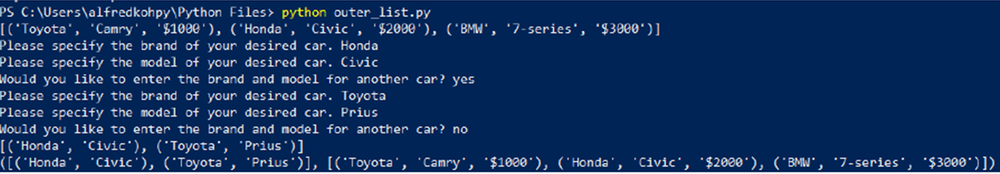 PS C:\Users\alfredkohpy\Python Files> python outer_list.py
[('Toyota', 'Camry', '$1000'), ('Honda', 'Civic', '$2000'), ('BMW', '7-series', '$3000')]
Please specify the brand of your desired car. Honda
Please specify the model of your desired car. Civic
Would you like to enter the brand and model for another car? yes
Please specify the brand of your desired car. Toyota
Please specify the model of your desired car. Prius
Would you like to enter the brand and model for another car? no
[('Honda', 'Civic'), ('Toyota', 'Prius')]
([('Honda', 'Civic'), ('Toyota', 'Prius')], [('Toyota', 'Camry', '$1000'), ('Honda', 'Civic', '$2000'), ('BMW', '7-series', '$3000')])